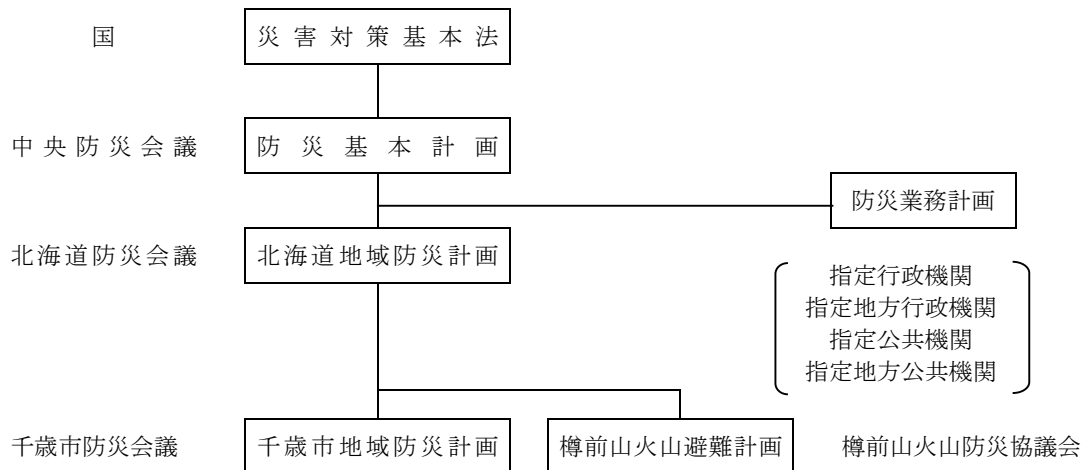 国
災害対策基本法
中央防災会議
防災基本計画
防災業務計画
北海道防災会議
北海道地域防災計画
指定行政機関
指定地方行政機関
指定公共機関
指定地方公共機関
千歳市防災会議
千歳市地域防災計画
樽前山火山避難計画
樽前山火山防災協議会